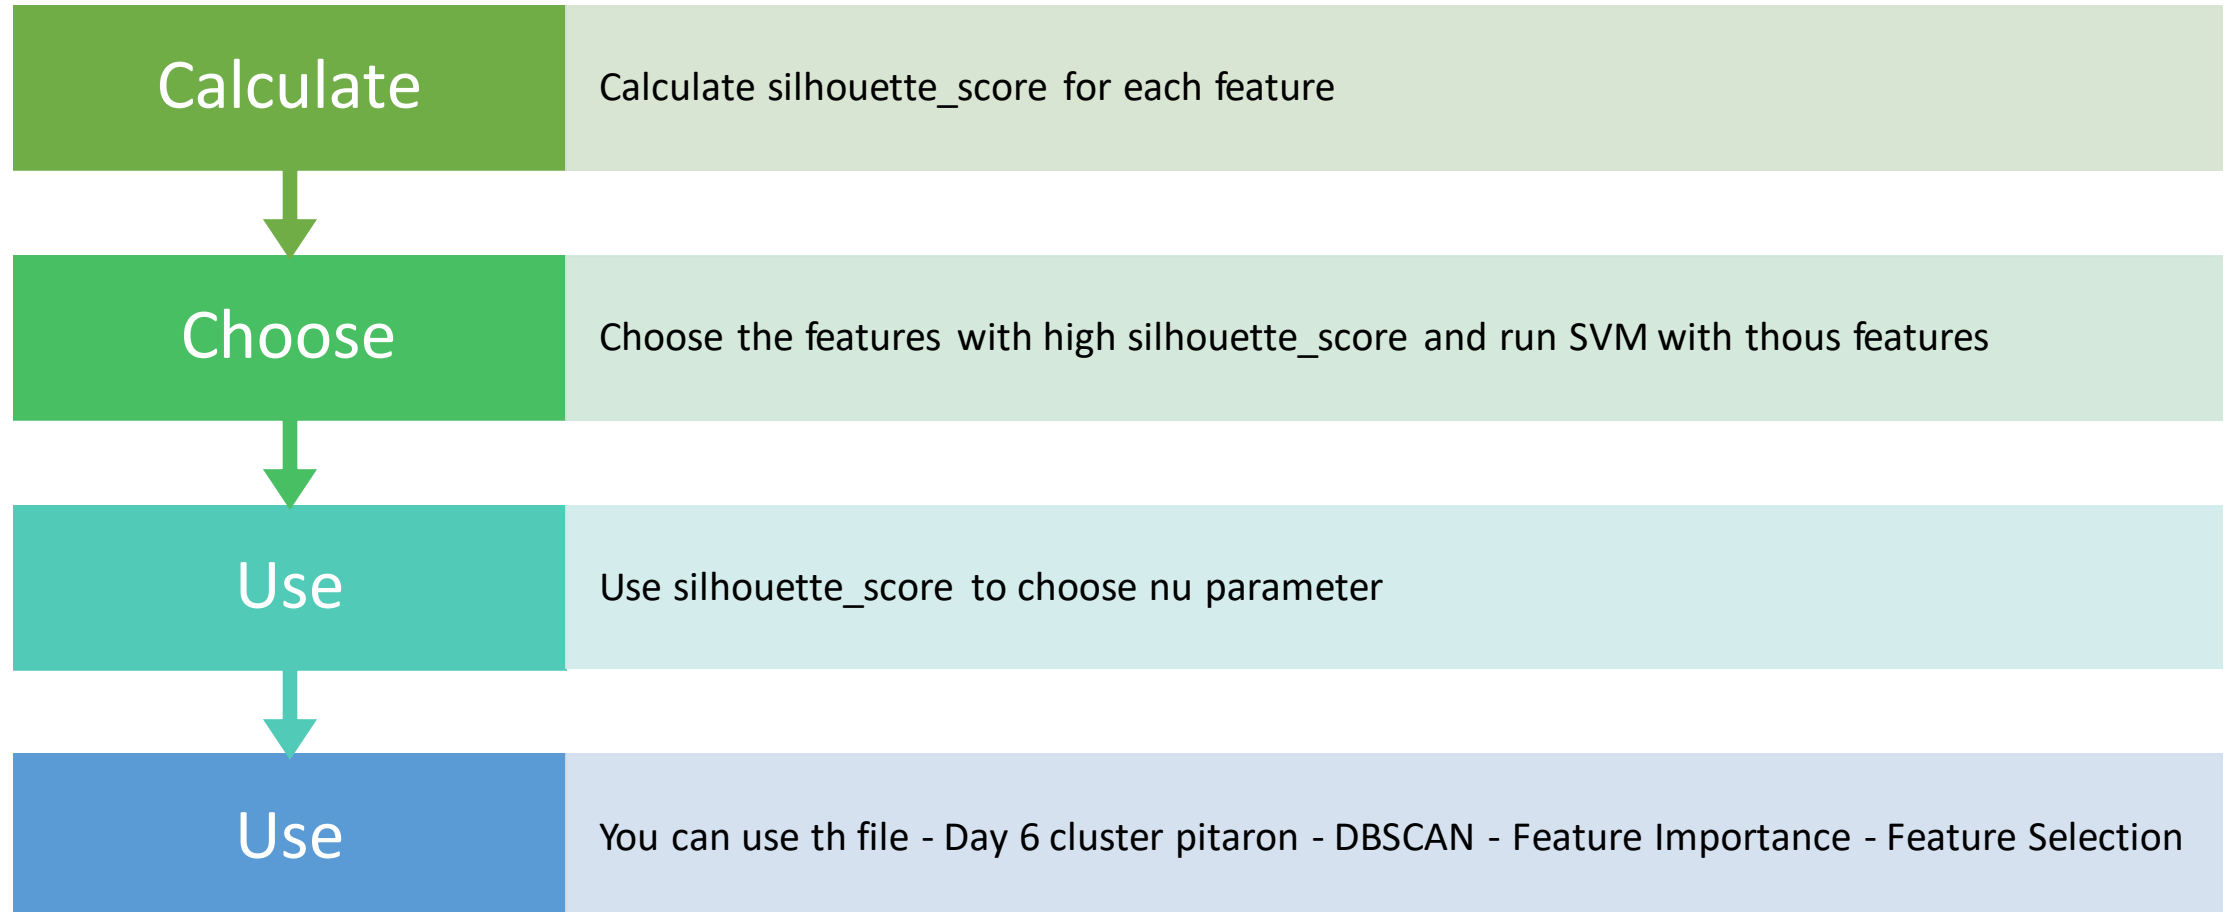 Calculate
Calculate silhouette_score for each feature
Choose
Choose the features with high silhouette_score and run SVM with thous features
Use
Use silhouette_score to choose nu parameter
Use
You can use th file - Day 6 cluster pitaron - DBSCAN - Feature Importance - Feature Selection